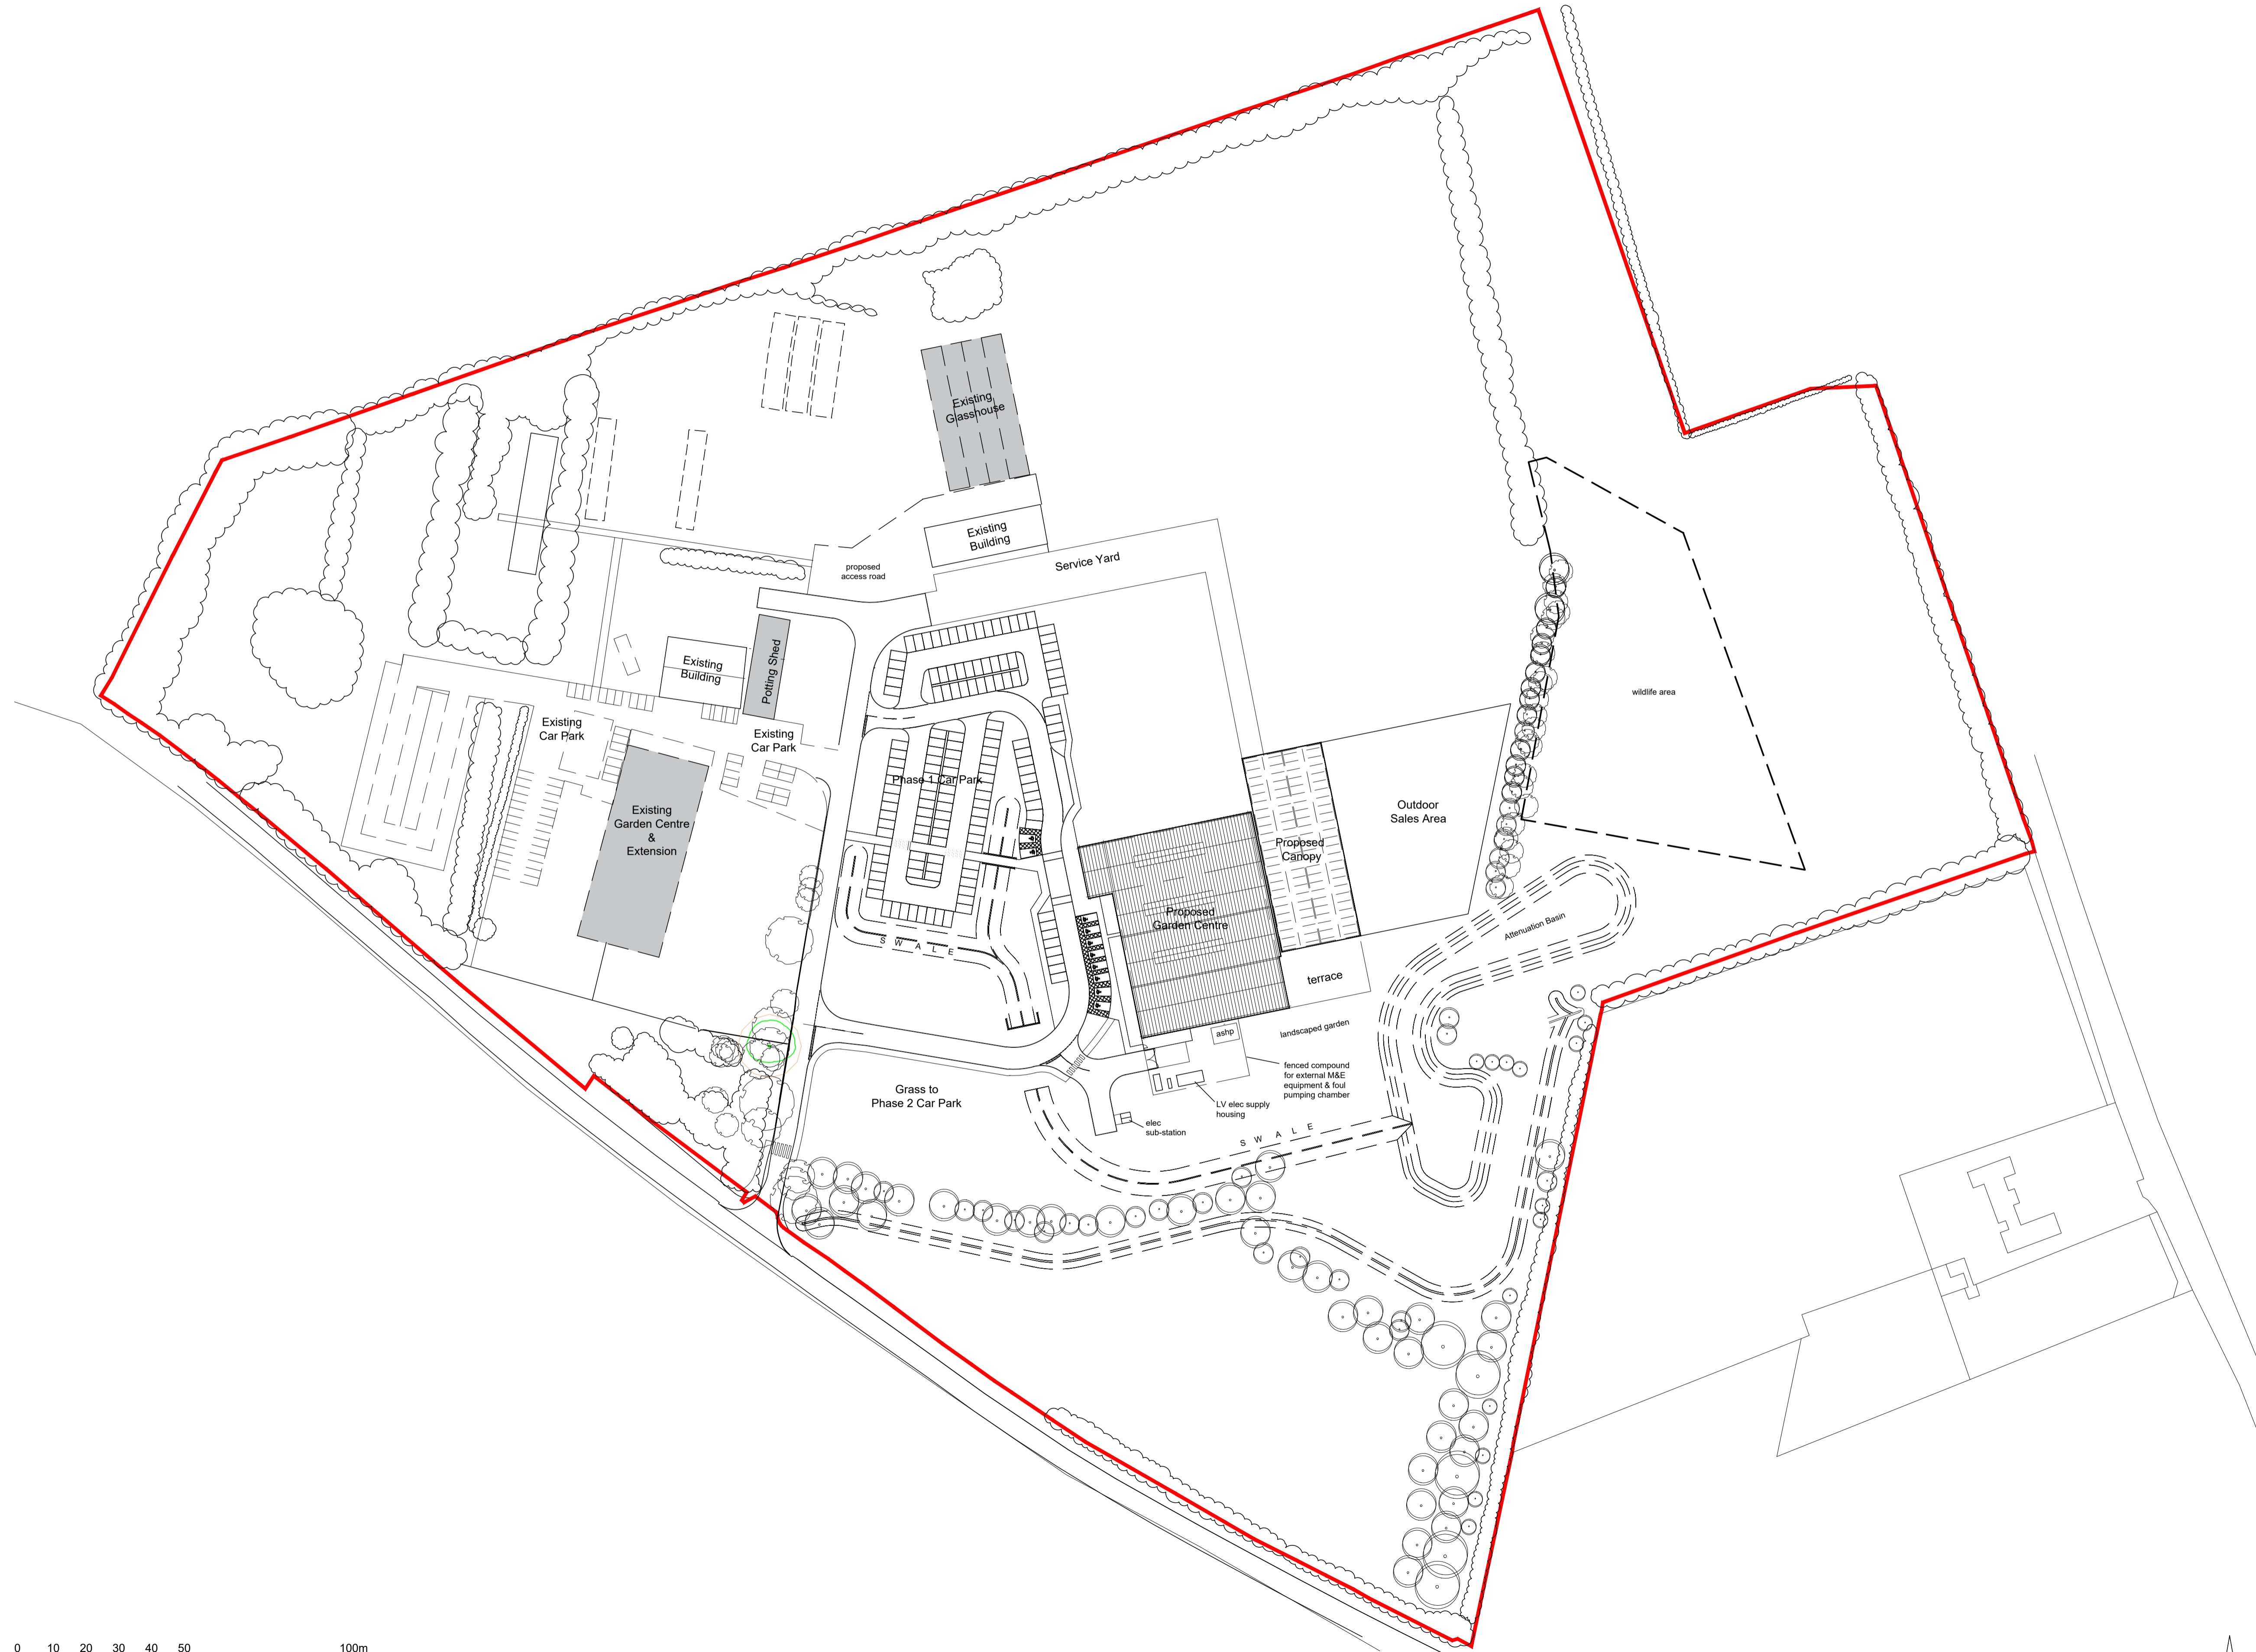 Existing
Glasshouse
Existing
Building
Service Yard
proposed
access road
Existing
Building
Potting Shed
wildlife area
Existing
Car Park
Existing
Car Park
Phase 1 Car Park
Existing
Garden Centre
&
Extension
Outdoor
Sales Area
Proposed
Canopy
Proposed
Garden Centre
Attenuation Basin
SWALE
terrace
landscaped garden
ashp
fenced compound
for external M&E
equipment & foul
pumping chamber
Grass to
Phase 2 Car Park
LV elec supply
housing
elec
sub-station
SWALE
0 10 20 30 40 50 100m